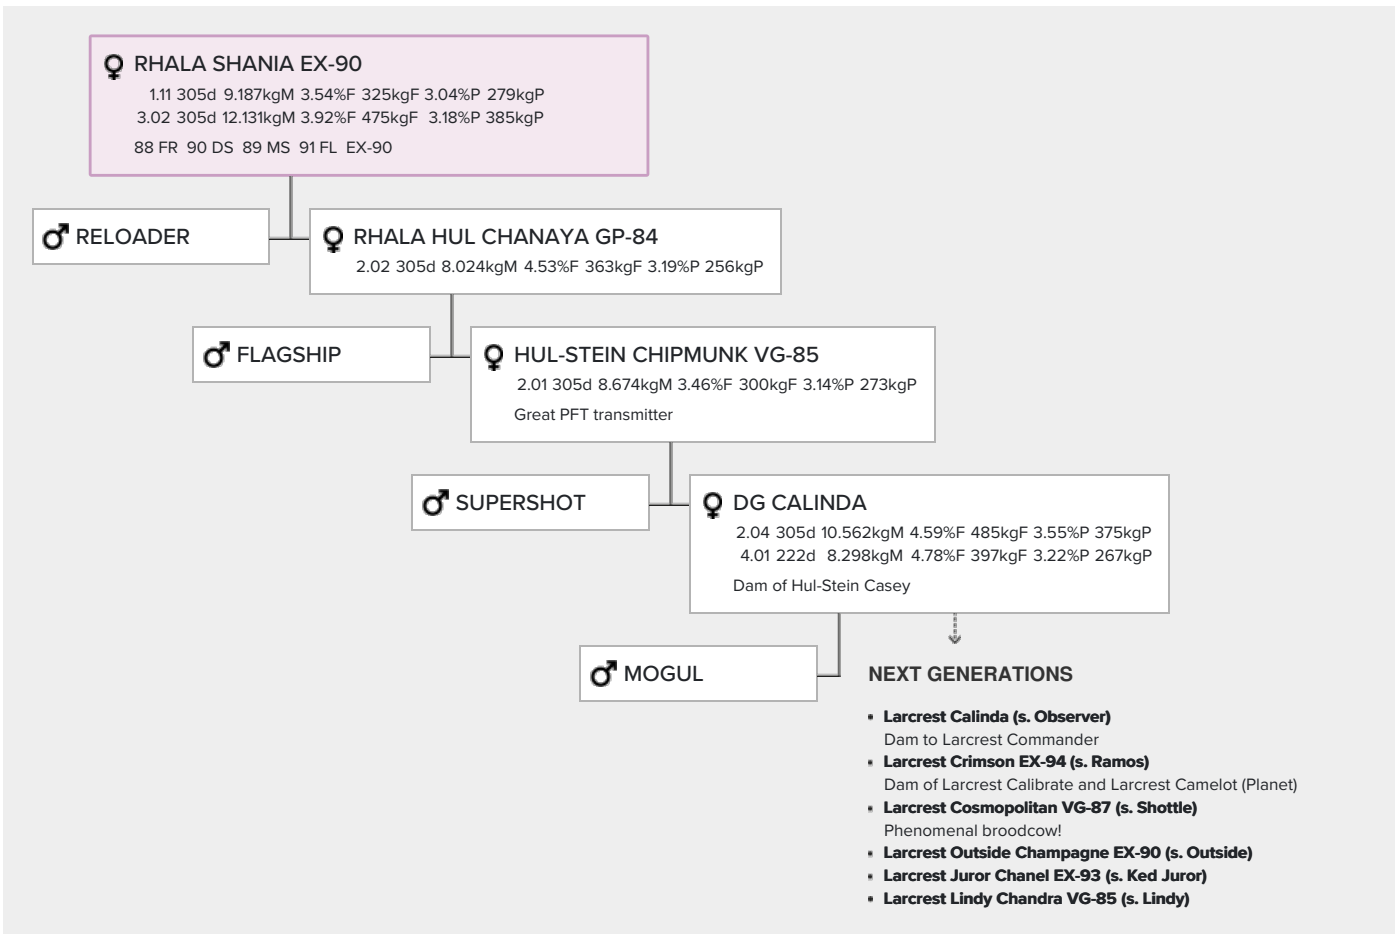 RHALA SHANIA EX-90
1.11 305d 9.187kgM 3.54%F 325kgF 3.04%P 279kgP
3.02 305d 12.131kgM 3.92%F 475kgF 3.18%P 385kgP
88 FR 90 DS 89 MS 91 FL EX-90
RELOADER
RHALA HUL CHANAYA GP-84
2.02 305d 8.024kgM 4.53%F 363kgF 3.19%P 256kgP
FLAGSHIP
HUL-STEIN CHIPMUNK VG-85
2.01 305d 8.674kgM 3.46%F 300kgF 3.14%P 273kgP
Great PFT transmitter
SUPERSHOT
DG CALINDA
2.04 305d 10.562kgM 4.59%F 485kgF 3.55%P 375kgP
4.01 222d 8.298kgM 4.78%F 397kgF 3.22%P 267kgP
Dam of Hul-Stein Casey
MOGUL
NEXT GENERATIONS
Larcrest Calinda (s. Observer)
Dam to Larcrest Commander
Larcrest Crimson EX-94 (s. Ramos)
Dam of Larcrest Calibrate and Larcrest Camelot (Planet)
Larcrest Cosmopolitan VG-87 (s. Shottle)
Phenomenal broodcow!
Larcrest Outside Champagne EX-90 (s. Outside)
Larcrest Juror Chanel EX-93 (s. Ked Juror)
Larcrest Lindy Chandra VG-85 (s. Lindy)